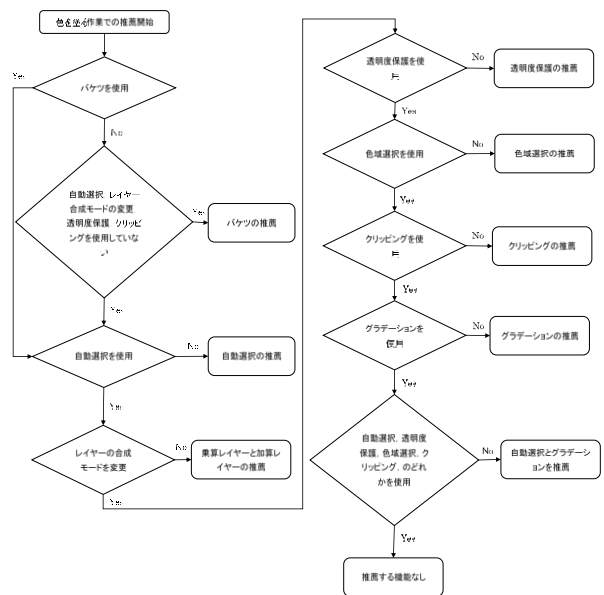 色を塗る作業での推薦開始
Yes
バケツを使用
No
自動選択, レイヤー
合成モードの変更
透明度保護, クリッピ
ングを使用していな
い
Yes
バケツの推薦
Yes
自動選択を使用
No
自動選択の推薦
Yes
レイヤーの合成
モードを変更
No
乗算レイヤーと加算レ
イヤーの推薦
Yes
透明度保護を使
用
No
透明度保護の推薦
Yes
色域選択を使用
No
色域選択の推薦
Yes
クリッピングを使
用
No
クリッピングの推薦
Yes
グラデーションを
使用
No
グラデーションの推薦
Yes
自動選択, 透明度
保護, 色域選択, ク
リッピング, のどれ
かを使用
No
自動選択とグラデーシ
ョンを推薦
Yes
推薦する機能なし